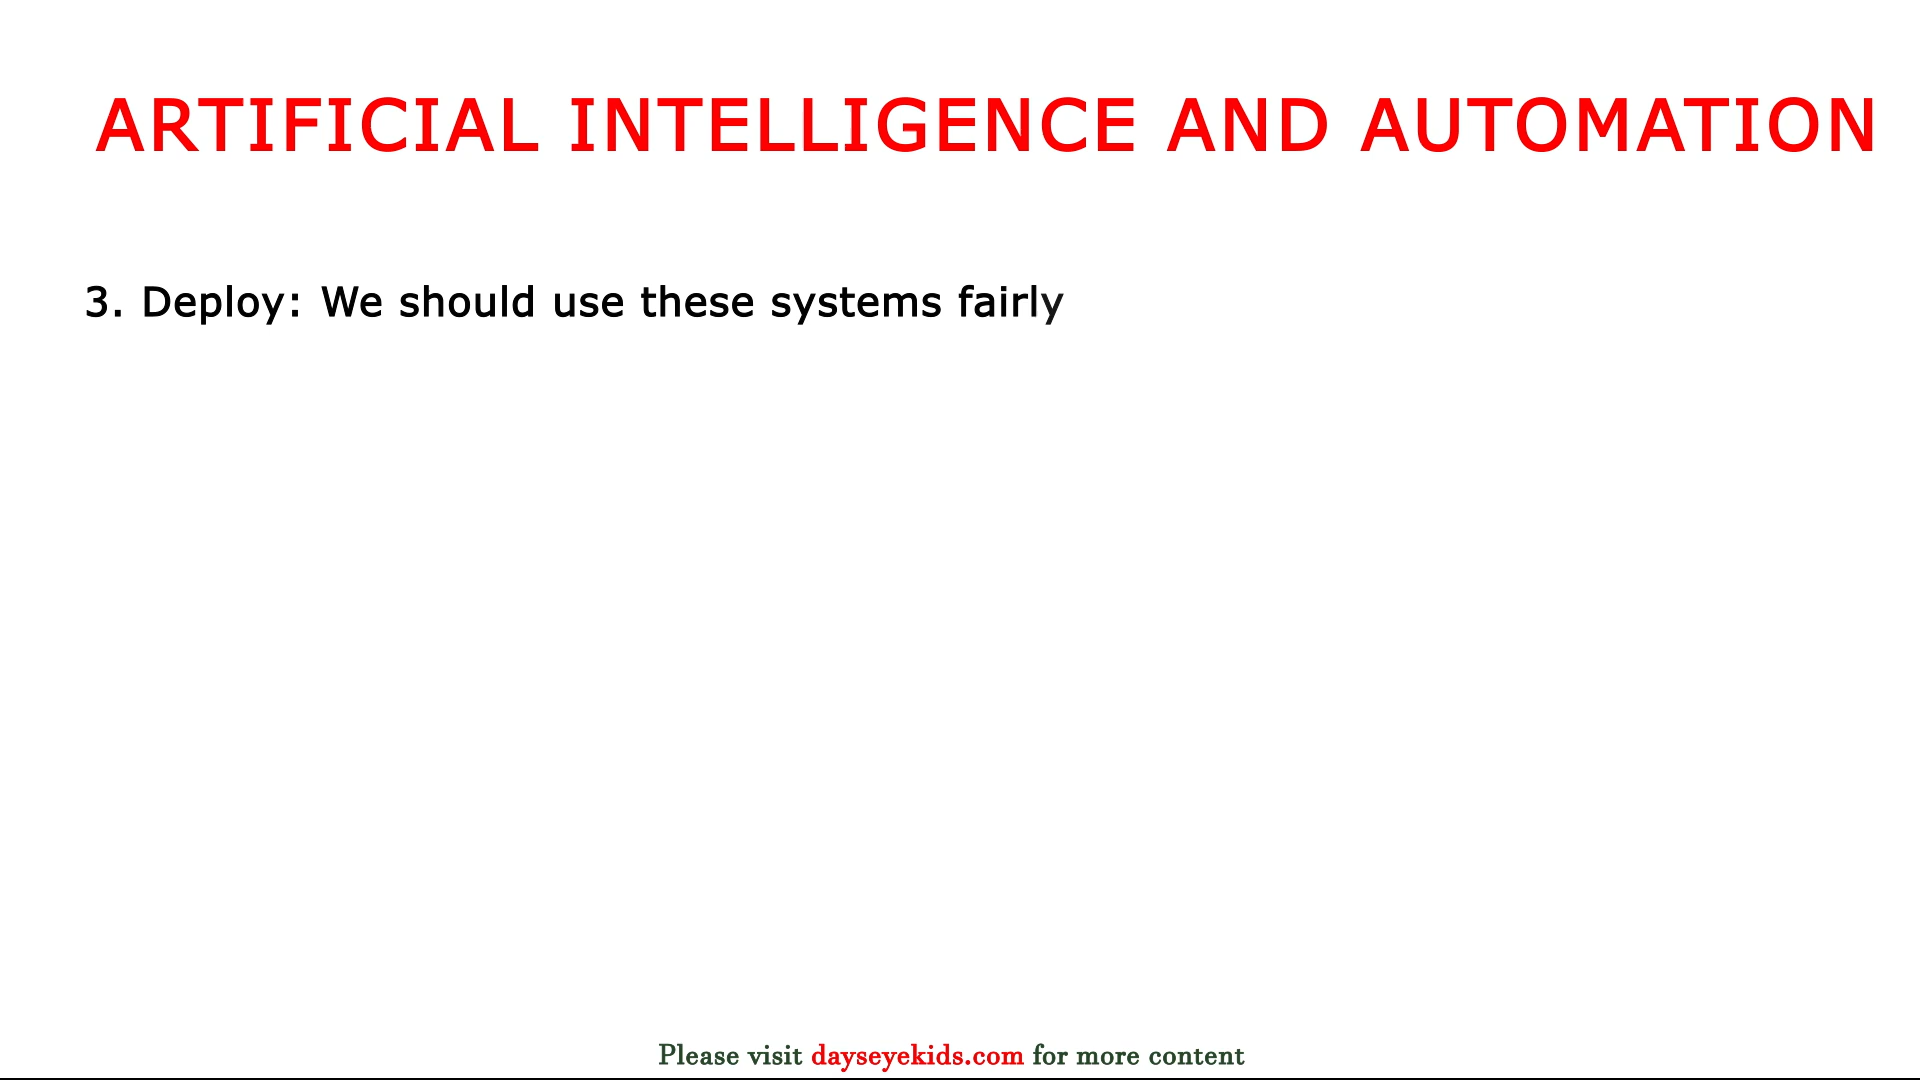 ARTIFICIAL INTELLIGENCE AND AUTOMATION
3. Deploy: We should use these systems fairly
Please visit dayseyekids.com for more content